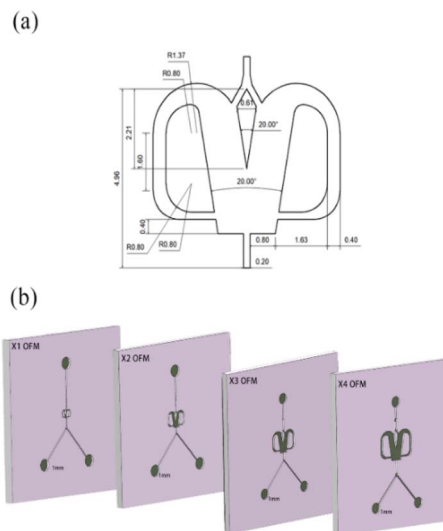 (a)
R1.37
R0.80
0.61
20.00°
2.21
4.96
1.60
20.00°
0.40
R0.80
R0.80
0.80
1.63
0.40
0.20
(b)
X1 OFM
X2 OFM
X3 OFM
X4 OFM
1mm
1mm
1mm
1mm